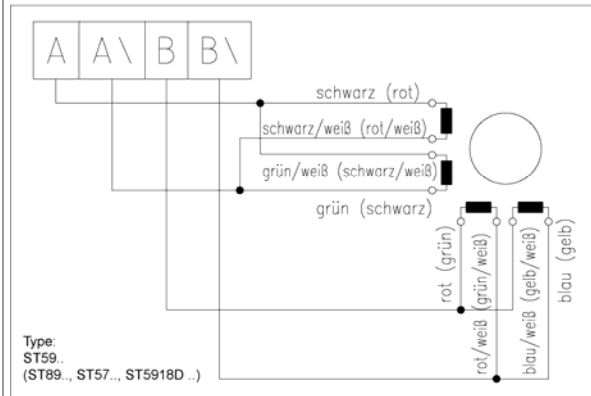 A A\ B B\
schwarz (rot)
schwarz/weiß (rot/weiß)
grün/weiß (schwarz/weiß)
grün (schwarz)
rot (grün)
rot/weiß (grün/weiß)
blau/weiß (gelb/weiß)
blau (gelb)
Type:
ST59..
(ST89.., ST57.., ST5918D ..)